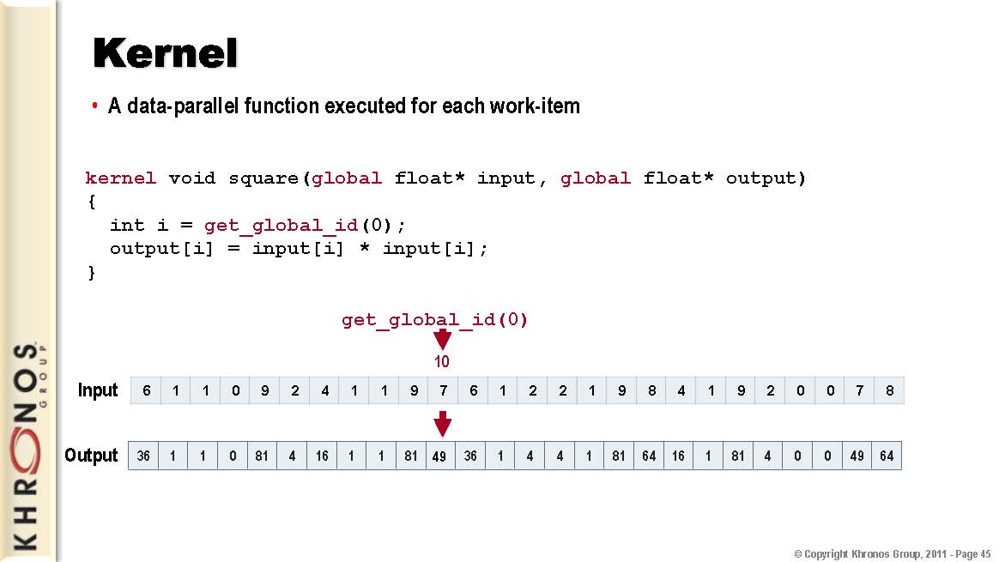 Kernel
• A data-parallel function executed for each work-item
kernel void square(global float* input, global float* output)
{
int i = get_global_id(0);
output[i] = input[i] * input[i];
}
get_global_id(0)
10
Input 6 1 1 0 9 2 4 1 1 9 7 6 1 2 2 1 9 8 4 1 9 2 0 0 7 8
Output 36 1 1 0 81 4 16 1 1 81 49 36 1 4 4 1 81 64 16 1 81 4 0 0 49 64
KHRONOS
GROUP
© Copyright Khronos Group, 2011 - Page 45